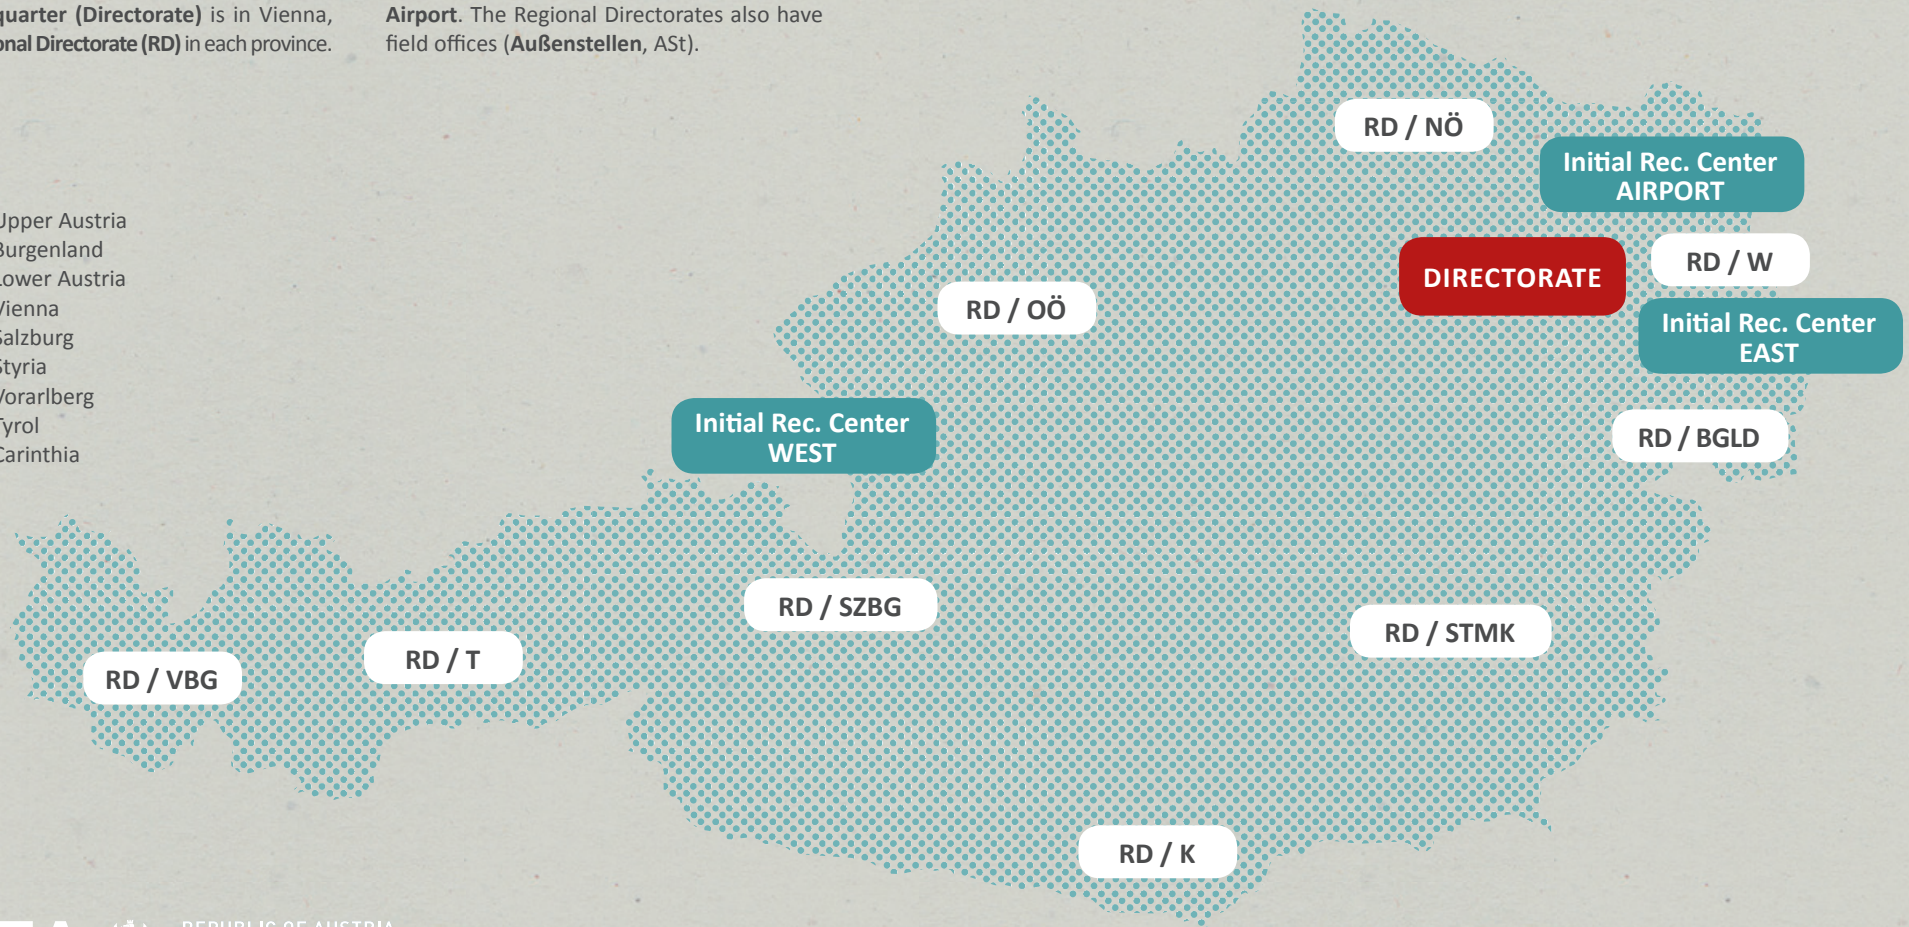 (Directorate) is in Vienna,
Directorate (RD) in each province.
Airport. The Regional Directorates also have
field offices (Außenstellen, ASt).
Upper Austria
Burgenland
Lower Austria
Vienna
Salzburg
Styria
Vorarlberg
Tyrol
Carinthia
RD / NÖ
Initial Rec. Center
AIRPORT
DIRECTORATE
RD / W
RD / OÖ
Initial Rec. Center
EAST
Initial Rec. Center
WEST
RD / BGLD
RD / SZBG
RD / STMK
RD / T
RD / VBG
RD / K
REPUBLIC OF AUSTRIA